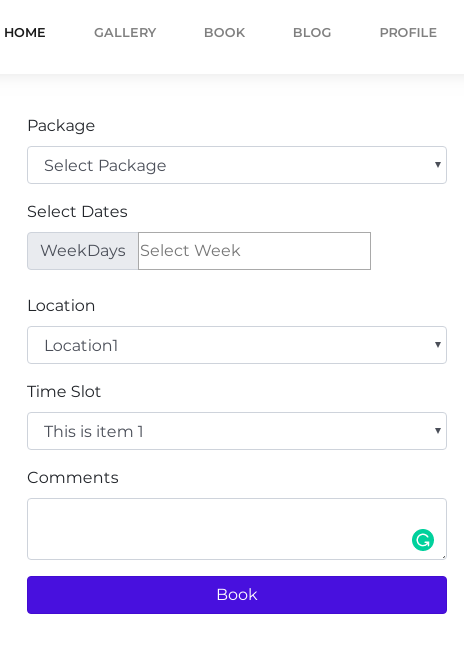 HOME GALLERY BOOK BLOG PROFILE
Package
Select Package
Select Dates
WeekDays Select Week
Location
Location1
Time Slot
This is item 1
Comments
Book